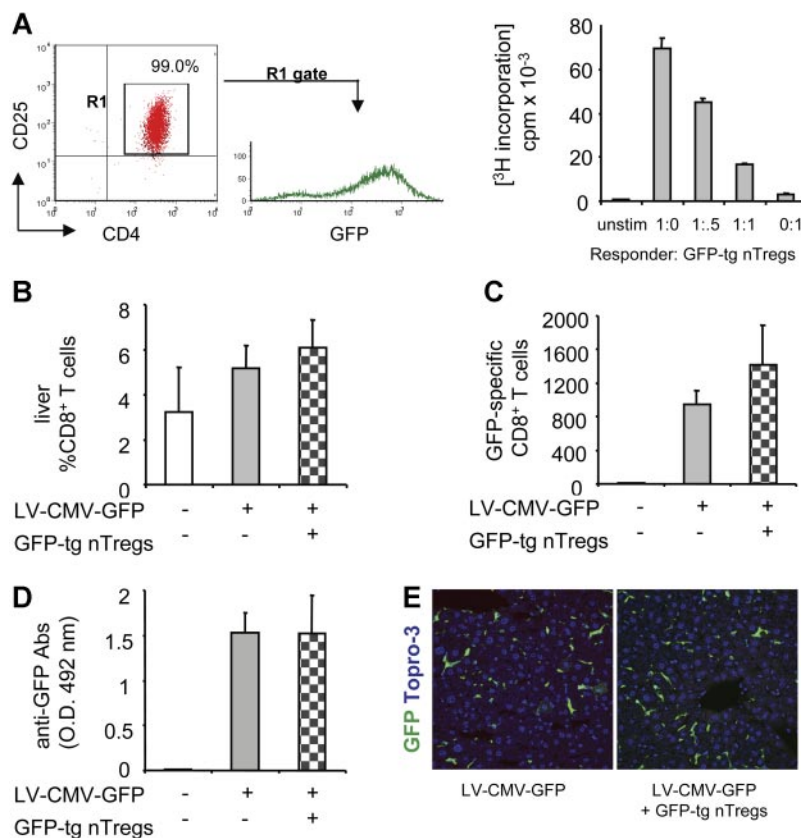 A
CD25
10⁴
10³
10²
10¹
10⁰
R1
99.0%
10⁰ 10¹ 10² 10³ 10⁴
CD4
R1 gate
100
50
0
10⁰ 10² 10³
GFP
[³H incorporation]
cpm x 10⁻³
80
60
40
20
0
unstim 1:0 1:.5 1:1 0:1
Responder: GFP-tg nTregs
B
liver
%CD8⁺ T cells
8
6
4
2
0
LV-CMV-GFP - + +
GFP-tg nTregs - - +
C
GFP-specific
CD8⁺ T cells
2000
1600
1200
800
400
0
LV-CMV-GFP - + +
GFP-tg nTregs - - +
D
anti-GFP Abs
(O.D. 492 nm)
2
1.5
1
0.5
0
LV-CMV-GFP - + +
GFP-tg nTregs - - +
E
GFP Topro-3
LV-CMV-GFP
LV-CMV-GFP
+ GFP-tg nTregs